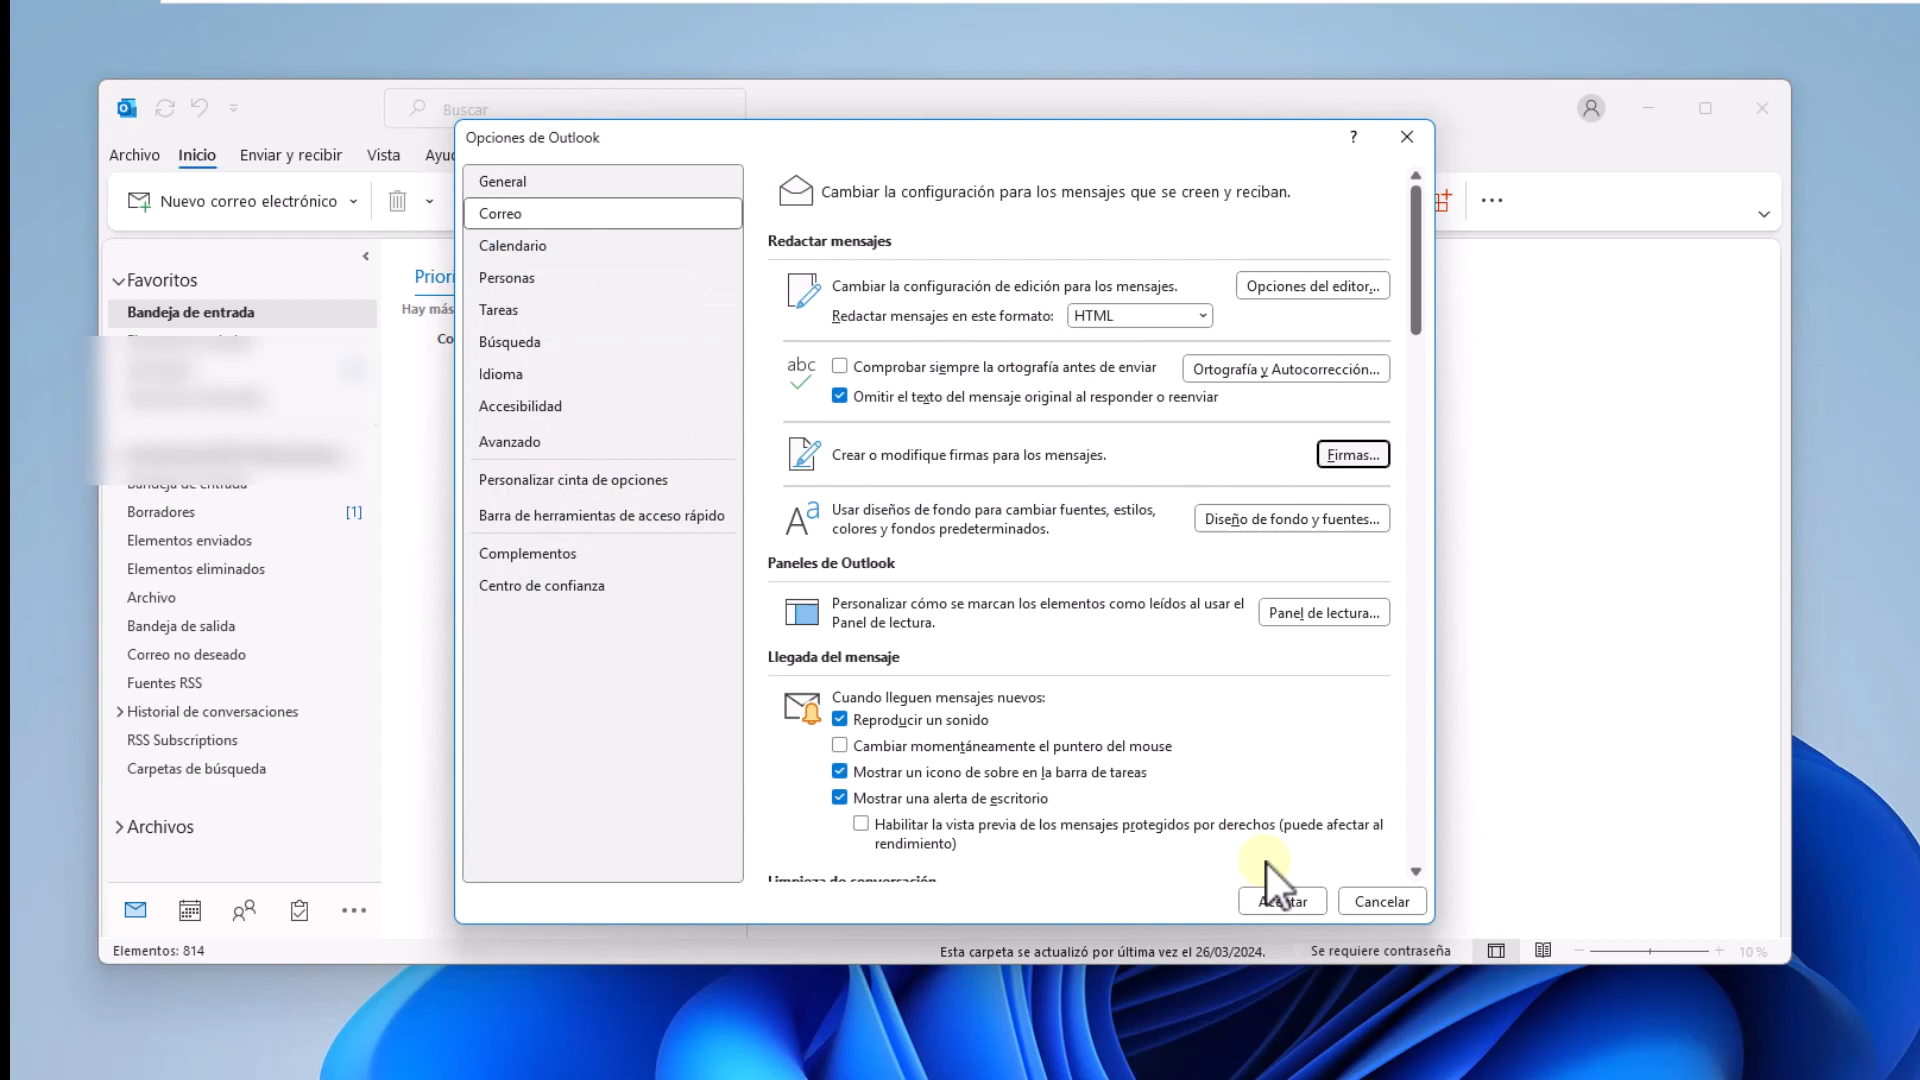 Buscar
Opciones de Outlook
?
Archivo
Inicio
Enviar y recibir
Vista
Nuevo correo electrónico
General
Correo
Calendario
Personas
Tareas
Búsqueda
Idioma
Accesibilidad
Avanzado
Personalizar cinta de opciones
Barra de herramientas de acceso rápido
Complementos
Centro de confianza
Cambiar la configuración para los mensajes que se creen y reciban.
Redactar mensajes
Cambiar la configuración de edición para los mensajes.
Opciones del editor...
Redactar mensajes en este formato: HTML
abc
Comprobar siempre la ortografía antes de enviar
Ortografía y Autocorrección...
Omitir el texto del mensaje original al responder o reenviar
Crear o modifique firmas para los mensajes.
Firmas...
Usar diseños de fondo para cambiar fuentes, estilos,
colores y fondos predeterminados.
Diseño de fondo y fuentes...
Paneles de Outlook
Personalizar cómo se marcan los elementos como leídos al usar el
Panel de lectura.
Panel de lectura...
Llegada del mensaje
Cuando lleguen mensajes nuevos:
Reproducir un sonido
Cambiar momentáneamente el puntero del mouse
Mostrar un icono de sobre en la barra de tareas
Mostrar una alerta de escritorio
Habilitar la vista previa de los mensajes protegidos por derechos (puede afectar al
rendimiento)
Limpieza de conversación
Aceptar
Cancelar
Favoritos
Bandeja de entrada
Hay más
Bandeja de entrada
Borradores [1]
Elementos enviados
Elementos eliminados
Archivo
Bandeja de salida
Correo no deseado
Fuentes RSS
Historial de conversaciones
RSS Subscriptions
Carpetas de búsqueda
Archivos
Elementos: 814
Esta carpeta se actualizó por última vez el 26/03/2024.
Se requiere contraseña
10 %